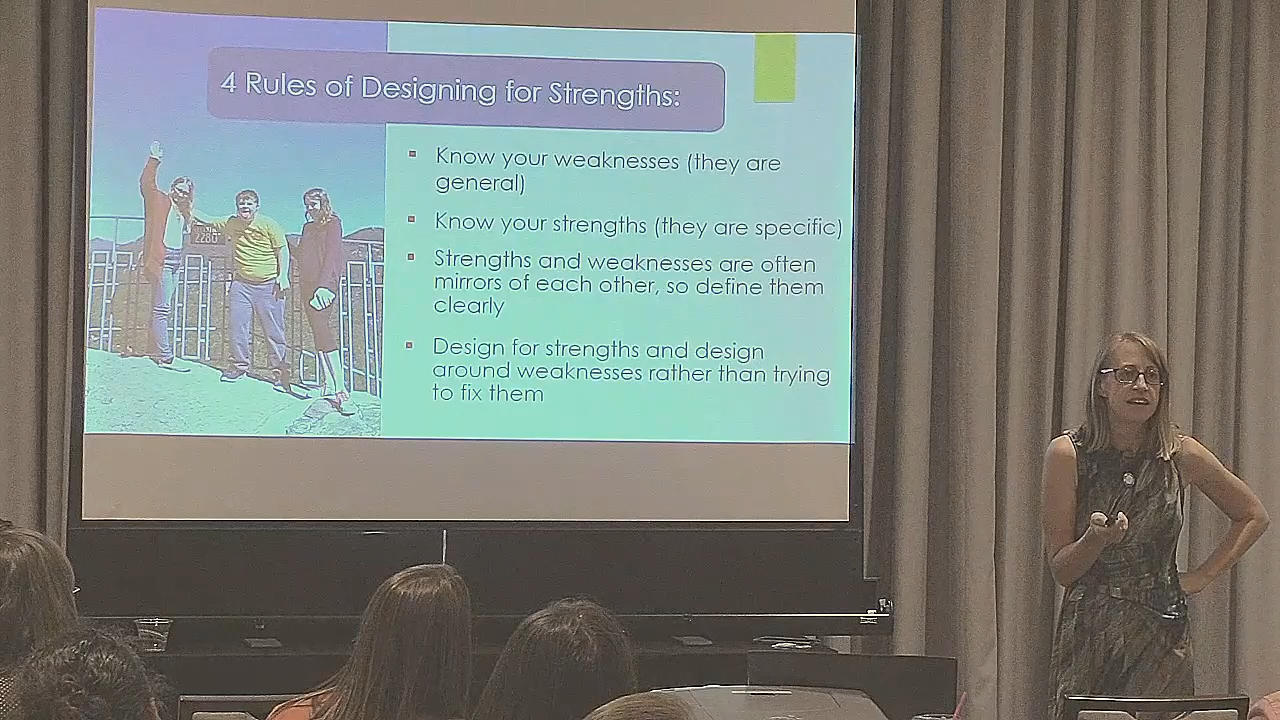 4 Rules of Designing for Strengths:
Know your weaknesses (they are
general)
Know your strengths (they are specific)
Strengths and weaknesses are often
mirrors of each other, so define them
clearly
Design for strengths and design
around weaknesses rather than trying
to fix them
2280